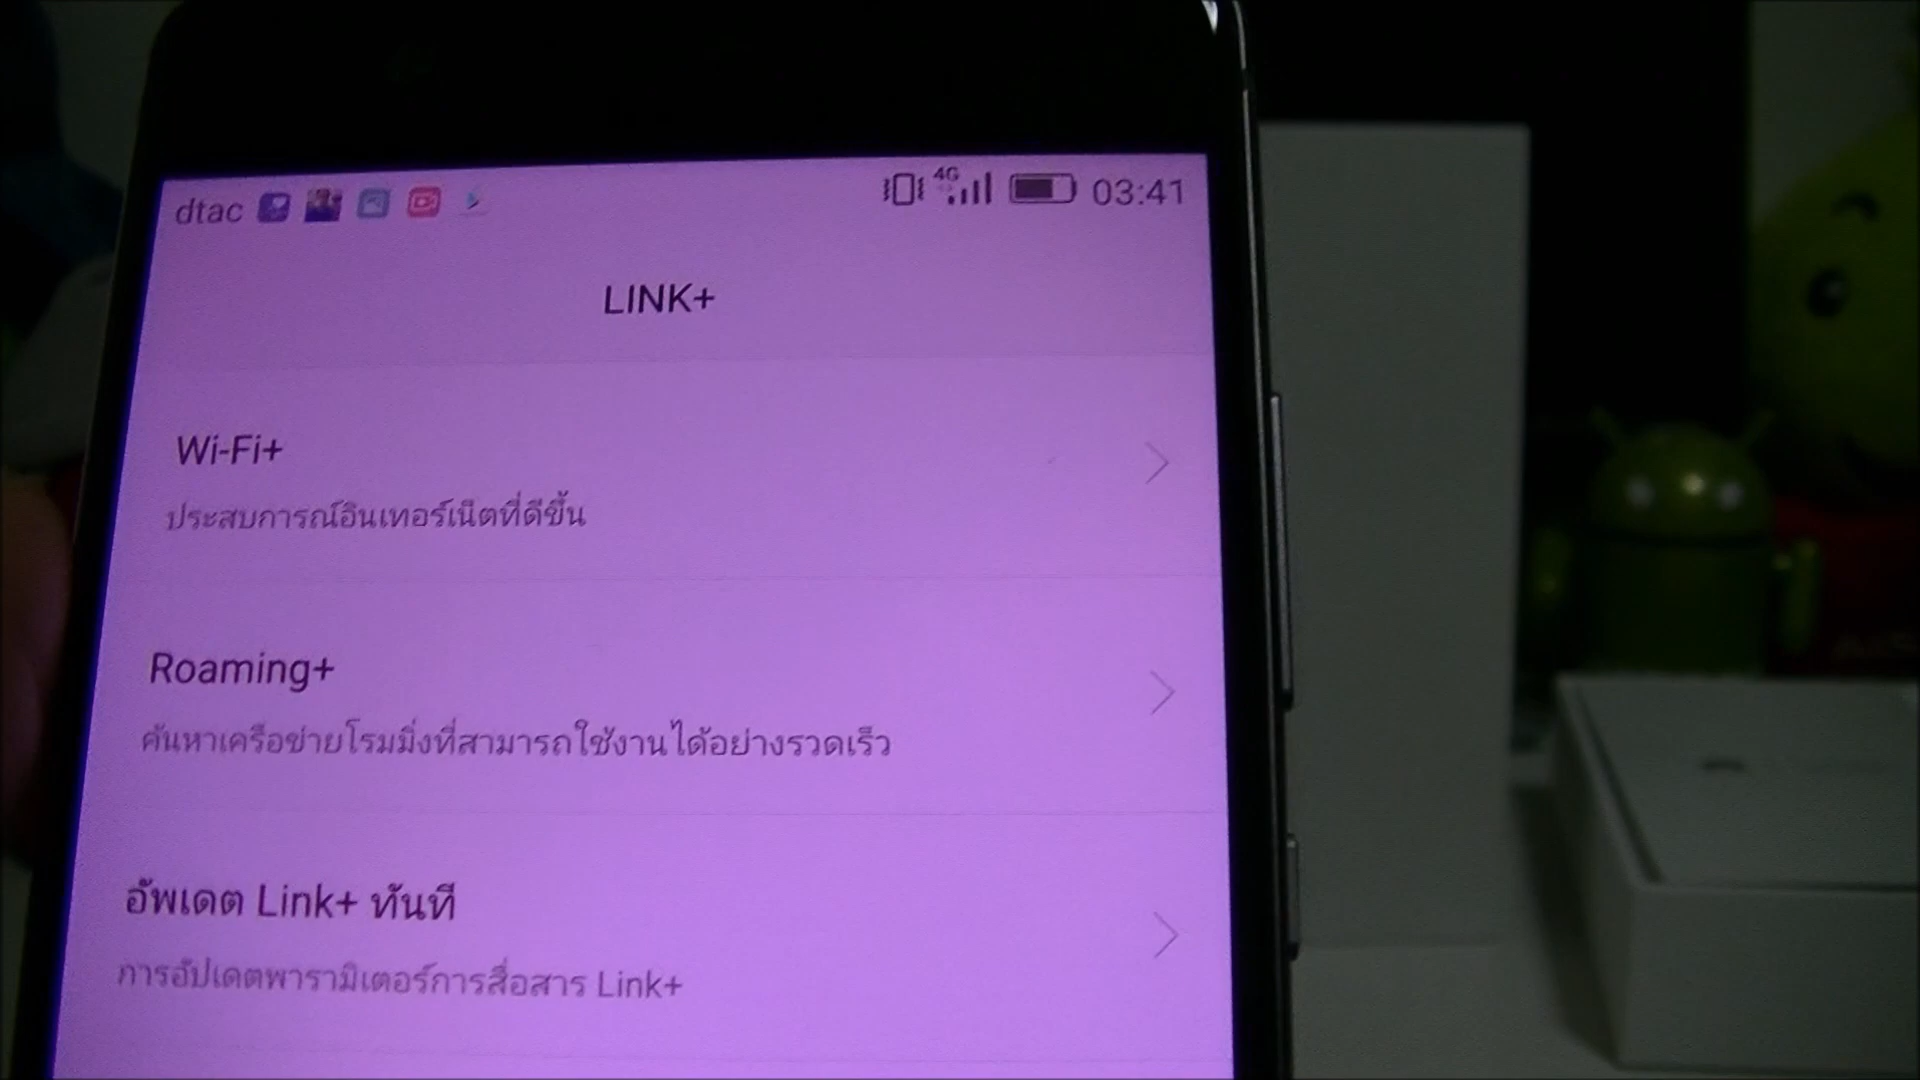 dtac 4G 03:41
LINK+
Wi-Fi+
ประสบการณ์อินเทอร์เน็ตที่ดีขึ้น
Roaming+
ค้นหาเครือข่ายโรมมิ่งที่สามารถใช้งานได้อย่างรวดเร็ว
อัพเดต Link+ ทันที
การอัปเดตพารามิเตอร์การสื่อสาร Link+